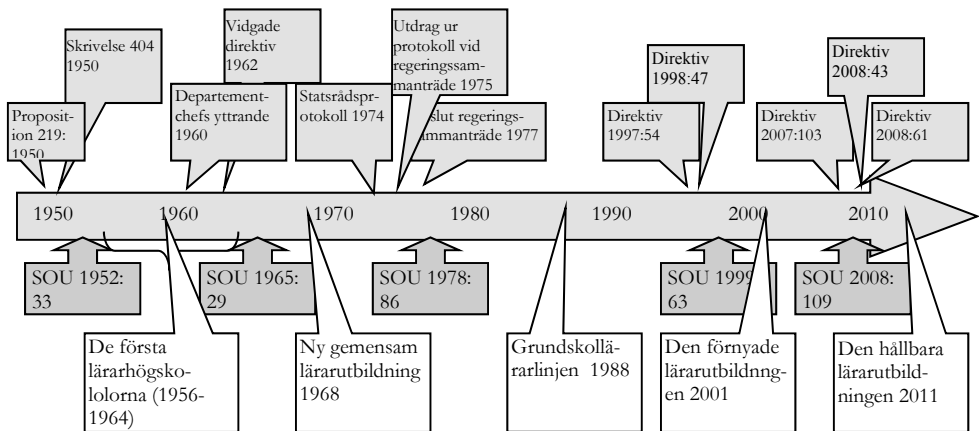 Skrivelse 404
1950
Vidgade
direktiv
1962
Utdrag ur
protokoll vid
regeringssam-
manträde 1975
Direktiv
1998:47
Direktiv
2008:43
Proposit-
ion 219:
1950
Departement-
chefs yttrande
1960
Statsrådsp-
rotokoll 1974
slut regerings-
ammanträde 1977
Direktiv
1997:54
Direktiv
2007:103
Direktiv
2008:61
1950 1960 1970 1980 1990 2000 2010
SOU 1952:
33
SOU 1965:
29
SOU 1978:
86
SOU 1999
63
SOU 2008:
109
De första
lärarhögsko-
lolorna (1956-
1964)
Ny gemensam
lärarutbildning
1968
Grundskollä-
rarlinjen 1988
Den förnyade
lärarutbildnng-
en 2001
Den hållbara
lärarutbild-
ningen 2011